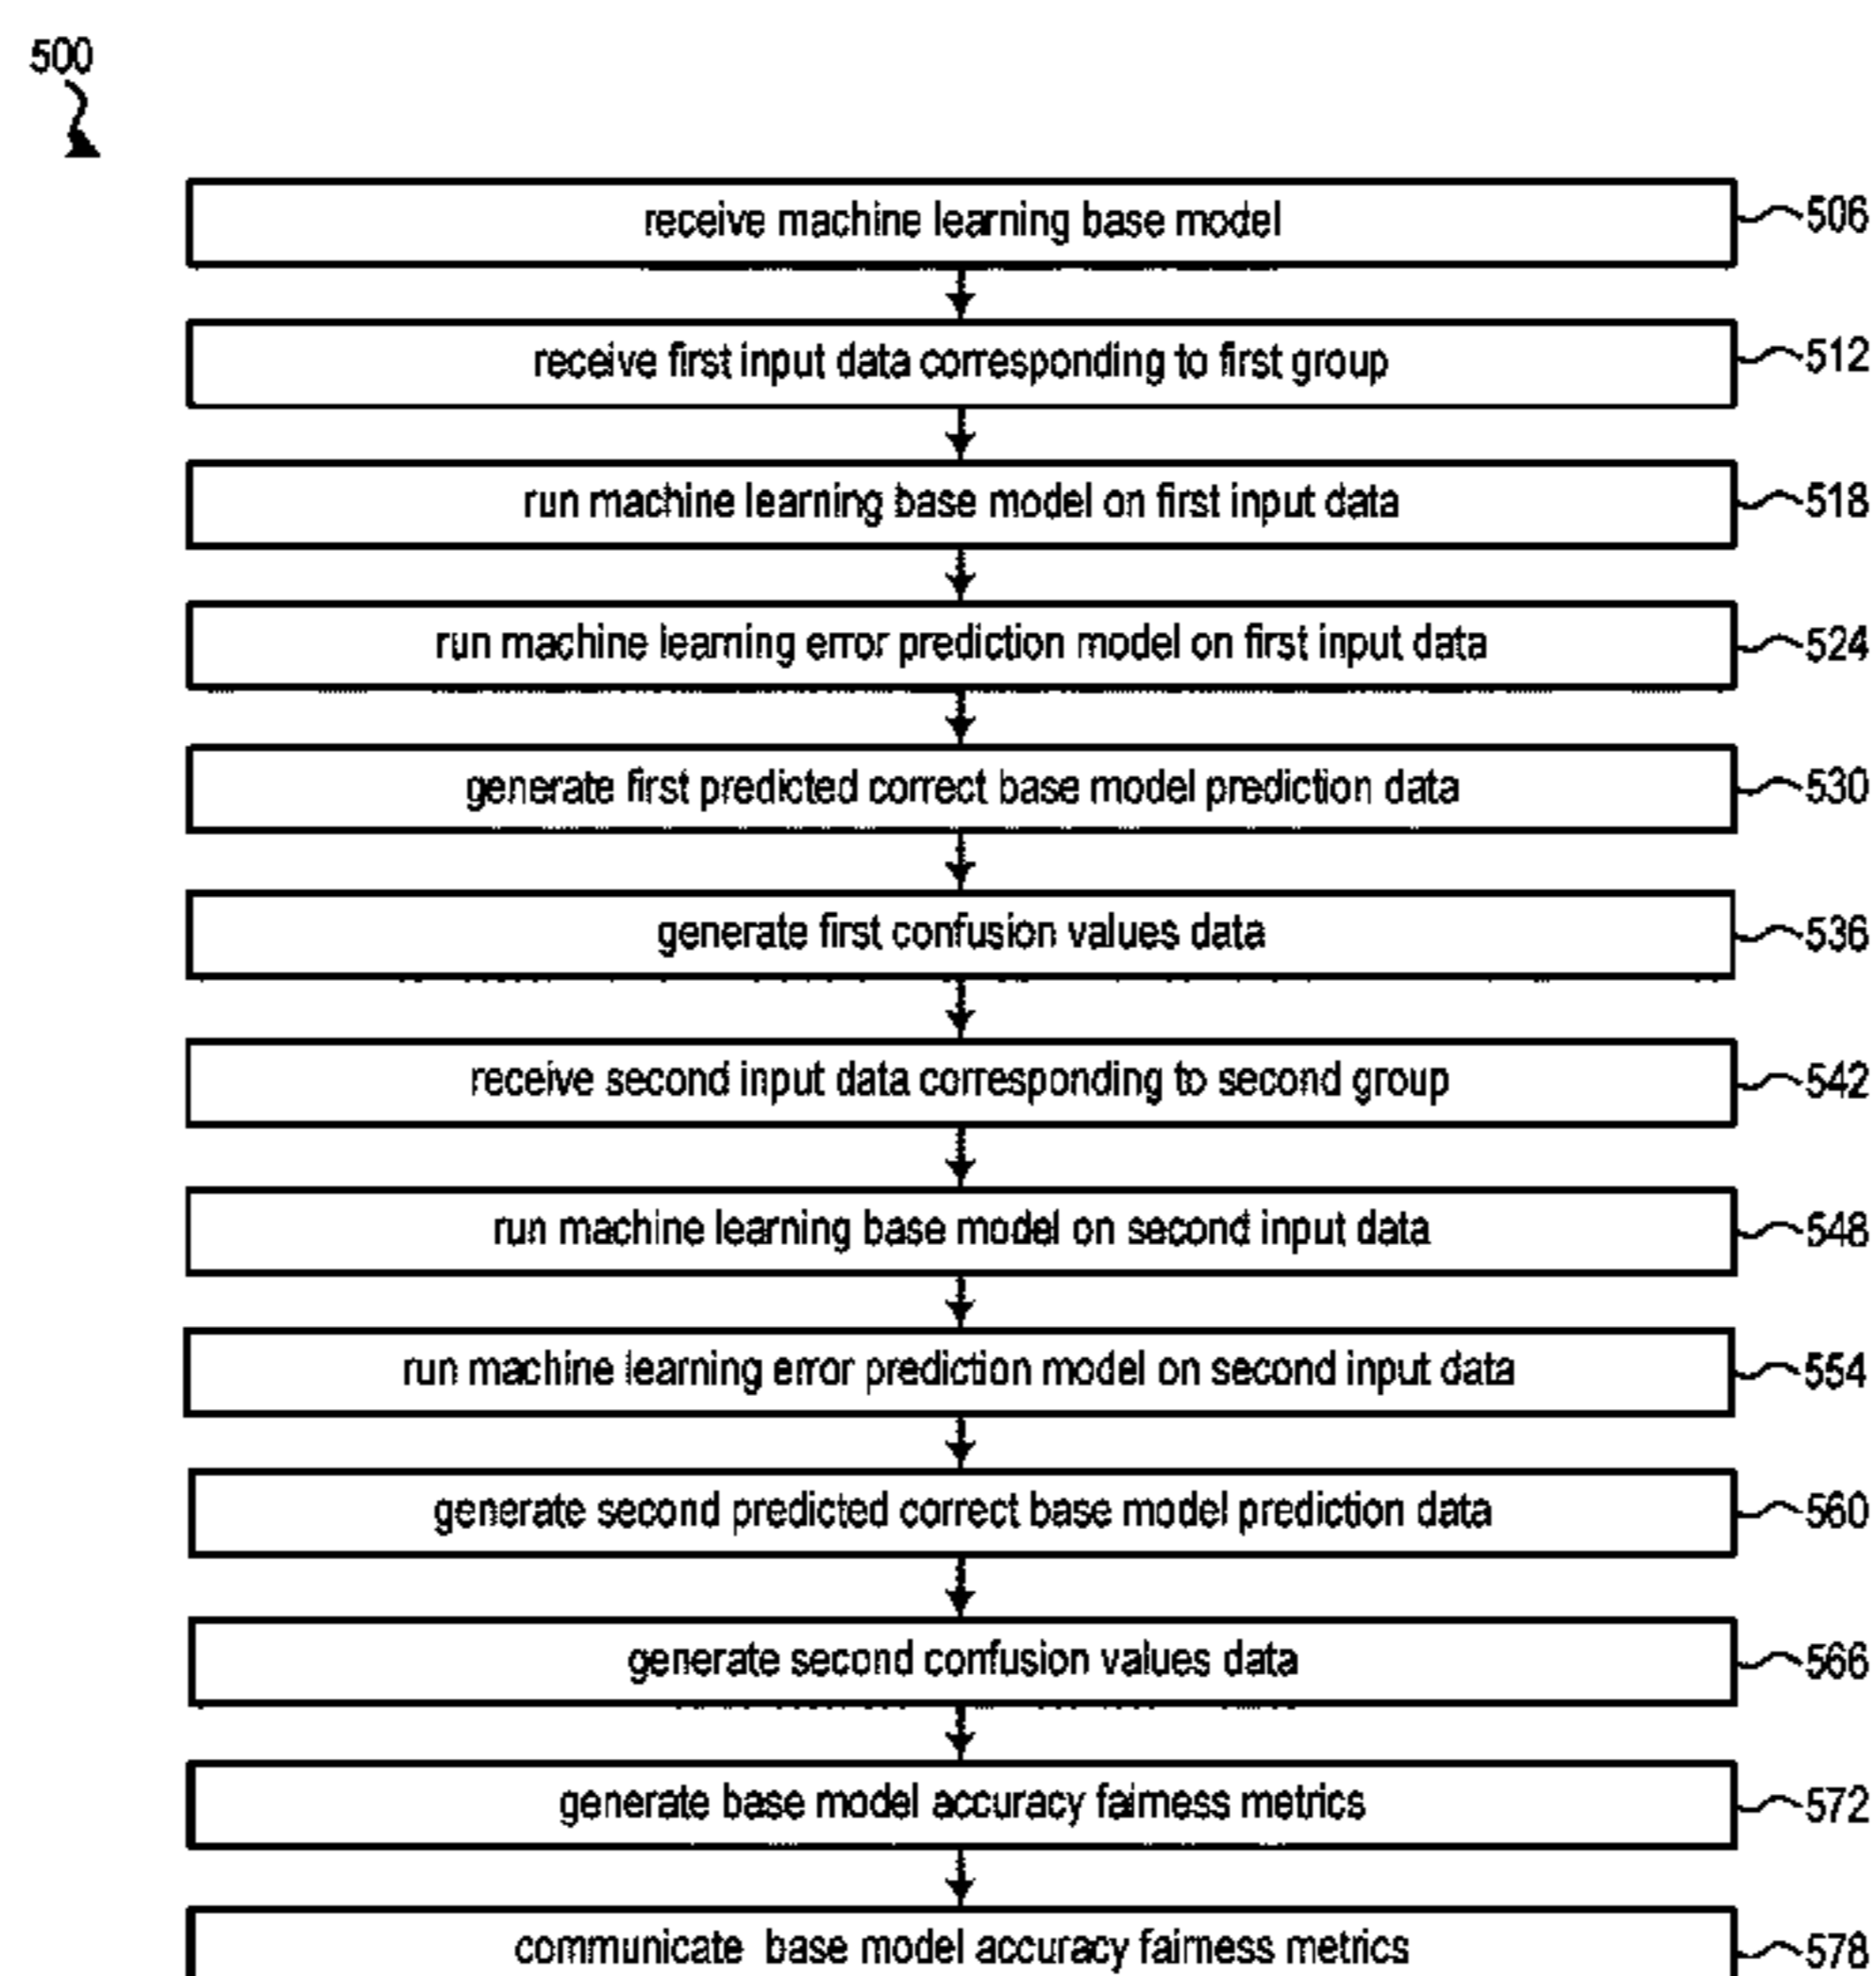 500
receive machine learning base model 506
receive first input data corresponding to first group 512
run machine learning base model on first input data 518
run machine learning error prediction model on first input data 524
generate first predicted correct base model prediction data 530
generate first confusion values data 536
receive second input data corresponding to second group 542
run machine learning base model on second input data 548
run machine learning error prediction model on second input data 554
generate second predicted correct base model prediction data 560
generate second confusion values data 566
generate base model accuracy fairness metrics 572
communicate base model accuracy fairness metrics 578